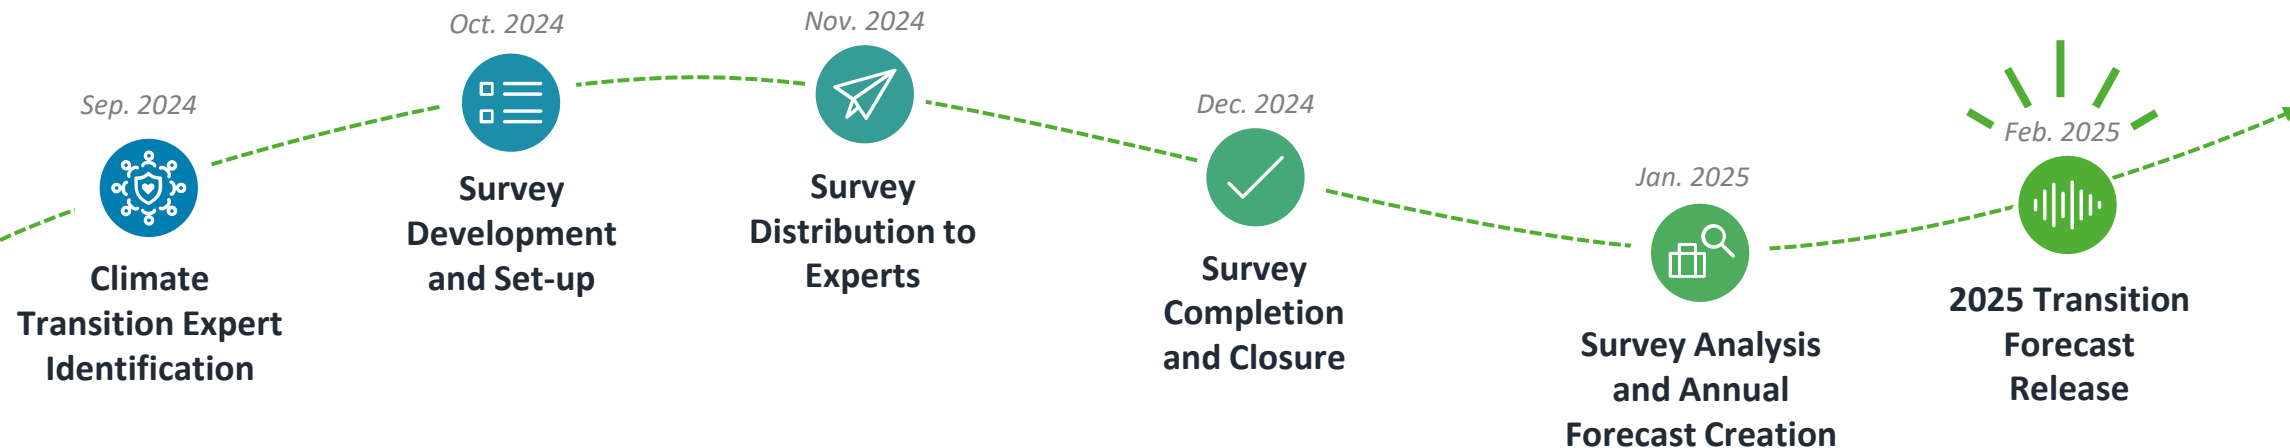 Sep. 2024
Climate
Transition Expert
Identification
Oct. 2024
Survey
Development
and Set-up
Nov. 2024
Survey
Distribution to
Experts
Dec. 2024
Survey
Completion
and Closure
Jan. 2025
Survey Analysis
and Annual
Forecast Creation
Feb. 2025
2025 Transition
Forecast
Release